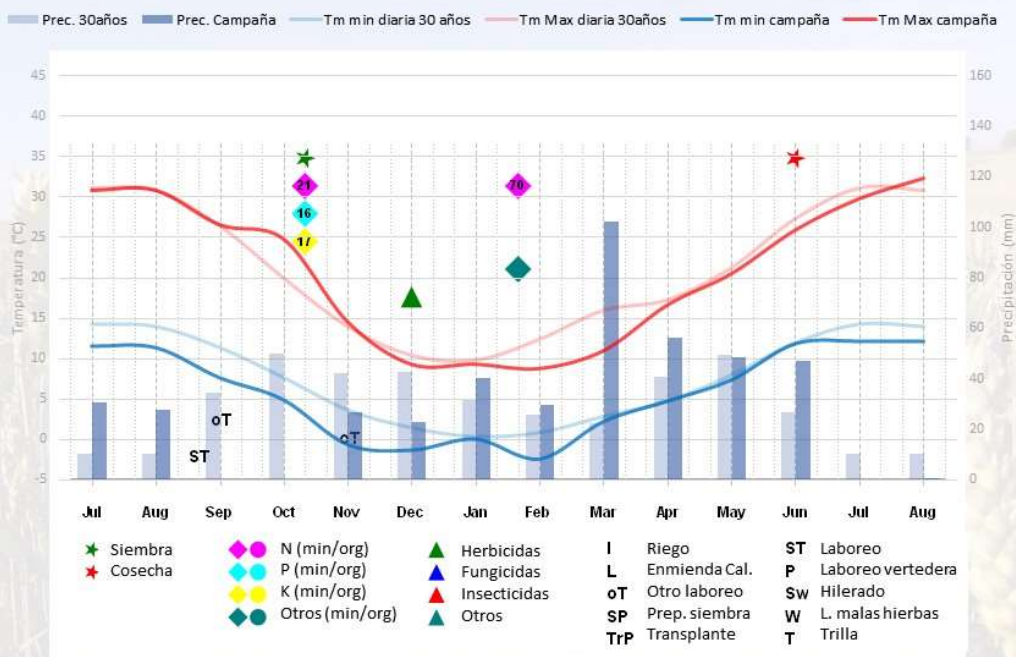 Prec. 30años Prec. Campaña Tm min diaria 30 años Tm Max diaria 30años Tm min campaña Tm Max campaña
45 160
40 140
35 120
30 100
25 80
20 60
15 40
10 20
5 0
0
-5
Temperatura (°C)
Precipitación (mm)
21
16
17
70
oT
ST
oT
Jul Aug Sep Oct Nov Dec Jan Feb Mar Apr May Jun Jul Aug
Siembra N (min/org) Herbicidas I Riego ST Laboreo
Cosecha P (min/org) Fungicidas L Enmienda Cal. P Laboreo vertedera
K (min/org) Insecticidas oT Otro laboreo Sw Hilerado
Otros (min/org) Otros SP Prep. siembra W L. malas hierbas
TrP Transplante T Trilla